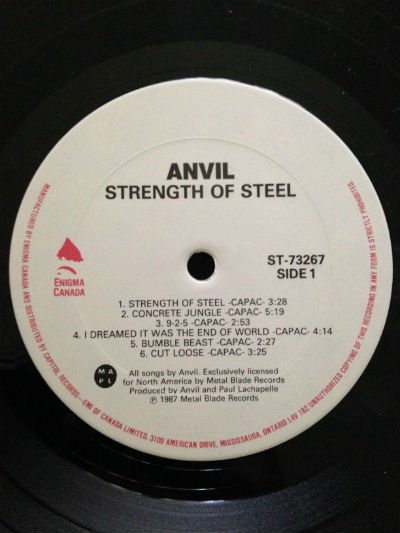 ANVIL
STRENGTH OF STEEL
ENIGMA
CANADA
ST-73267
SIDE 1
1. STRENGTH OF STEEL -CAPAC- 3:28
2. CONCRETE JUNGLE -CAPAC- 5:19
3. 9-2-5 -CAPAC- 2:53
4. I DREAMED IT WAS THE END OF WORLD -CAPAC- 4:14
5. BUMBLE BEAST -CAPAC- 2:27
6. CUT LOOSE -CAPAC- 3:25
M A
P L
All songs by Anvil. Exclusively licensed
for North America by Metal Blade Records
Produced by Anvil and Paul Lachapelle
℗ 1987 Metal Blade Records
MANUFACTURED BY ENIGMA CANADA AND DISTRIBUTED BY CAPITOL RECORDS—EMI OF CANADA LIMITED, 3109 AMERICAN DRIVE, MISSISSAUGA, ONTARIO L4V 1B2. UNAUTHORIZED COPYING OF THIS RECORDING IN ANY FORM IS STRICTLY PROHIBITED.